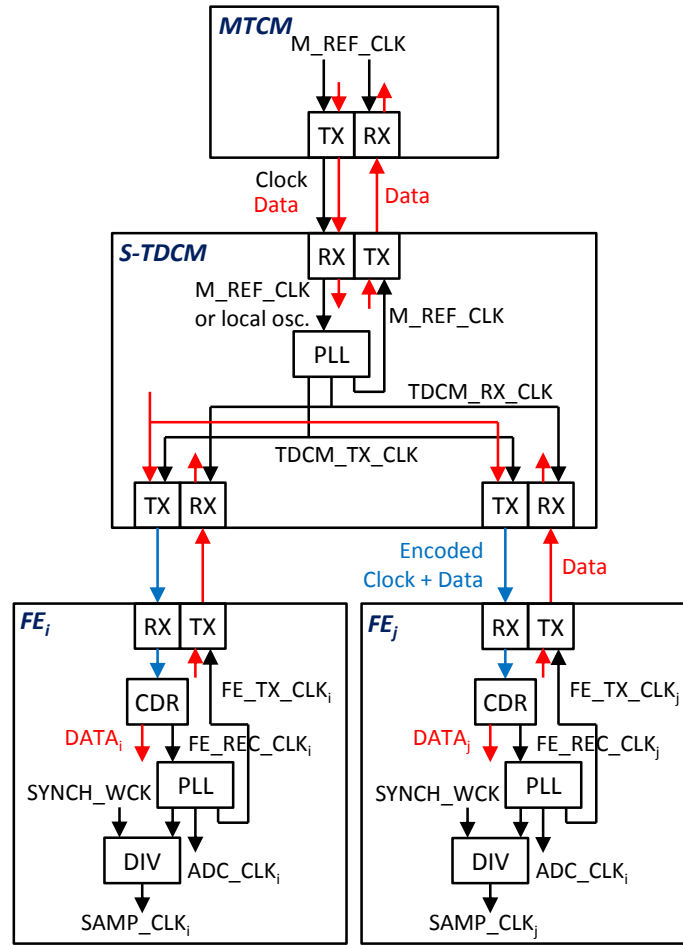 MTCM
M_REF_CLK
TX RX
Clock
Data
Data
S-TDCM
RX TX
M_REF_CLK
or local osc.
M_REF_CLK
PLL
TDCM_RX_CLK
TDCM_TX_CLK
TX RX
TX RX
Encoded
Clock + Data
Data
FEi
RX TX
CDR
FE_TX_CLKi
DATAi
FE_REC_CLKi
SYNCH_WCK
PLL
DIV
ADC_CLKi
SAMP_CLKi
FEj
RX TX
CDR
FE_TX_CLKj
DATAj
FE_REC_CLKj
SYNCH_WCK
PLL
DIV
ADC_CLKi
SAMP_CLKj